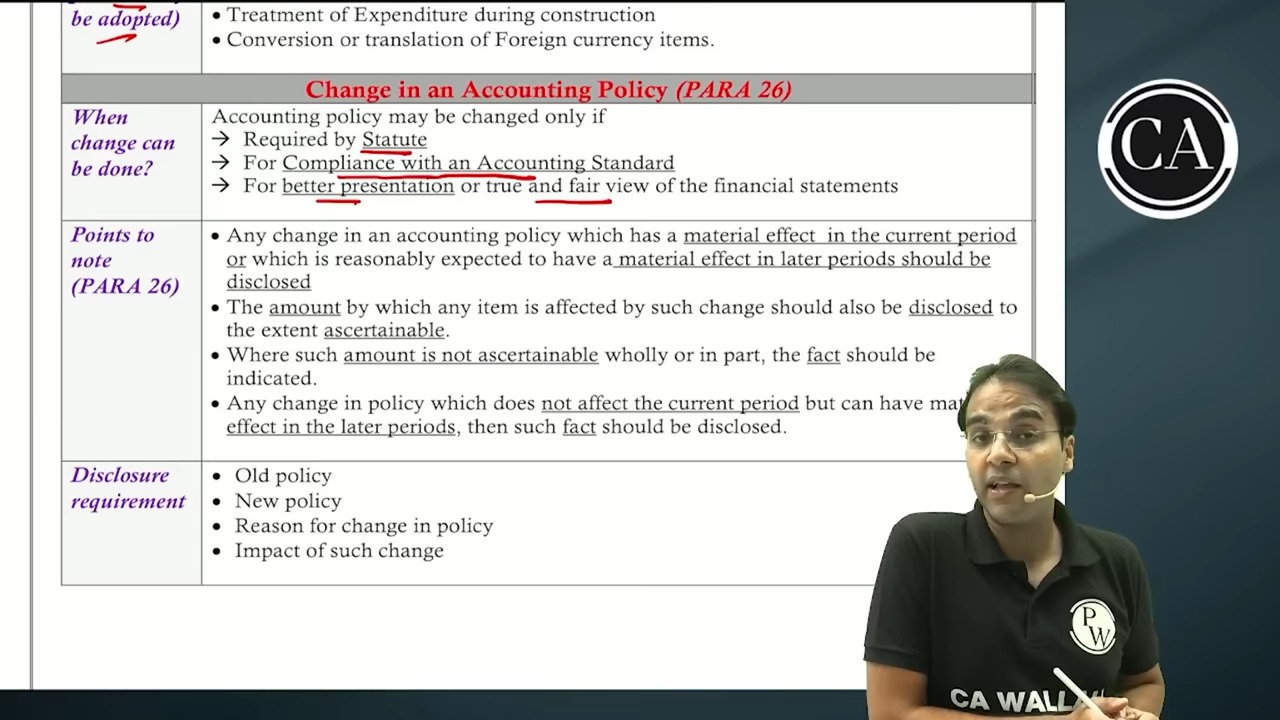 be adopted)
• Treatment of Expenditure during construction
• Conversion or translation of Foreign currency items.
Change in an Accounting Policy (PARA 26)
When
change can
be done?
Accounting policy may be changed only if
→ Required by Statute
→ For Compliance with an Accounting Standard
→ For better presentation or true and fair view of the financial statements
Points to
note
(PARA 26)
• Any change in an accounting policy which has a material effect in the current period
or which is reasonably expected to have a material effect in later periods should be
disclosed
• The amount by which any item is affected by such change should also be disclosed to
the extent ascertainable.
• Where such amount is not ascertainable wholly or in part, the fact should be
indicated.
• Any change in policy which does not affect the current period but can have
effect in the later periods, then such fact should be disclosed.
Disclosure
requirement
• Old policy
• New policy
• Reason for change in policy
• Impact of such change
CA
PW
CA